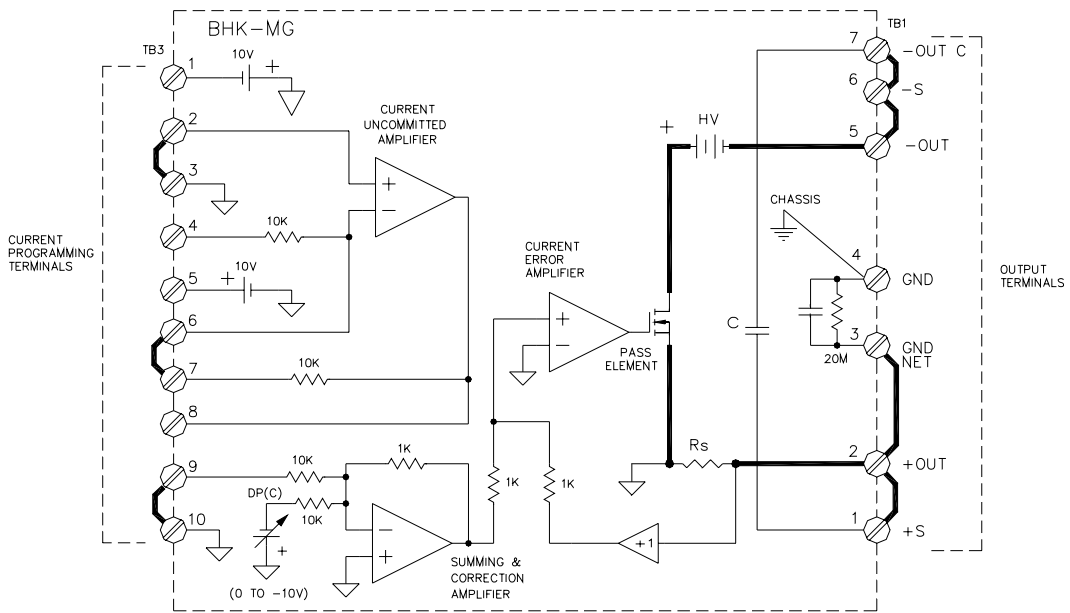 BHK-MG
TB3
TB1
1
10V
+
2
3
4
10K
5
+
10V
6
7
10K
8
9
10K
10
DP(C)
10K
+
(0 TO -10V)
CURRENT
PROGRAMMING
TERMINALS
CURRENT
UNCOMMITTED
AMPLIFIER
+
−
1K
−
+
SUMMING &
CORRECTION
AMPLIFIER
1K
1K
+1
CURRENT
ERROR
AMPLIFIER
+
−
PASS
ELEMENT
+
HV
Rs
C
CHASSIS
20M
7
-OUT C
6
-S
5
-OUT
4
GND
3
GND
NET
2
+OUT
1
+S
OUTPUT
TERMINALS